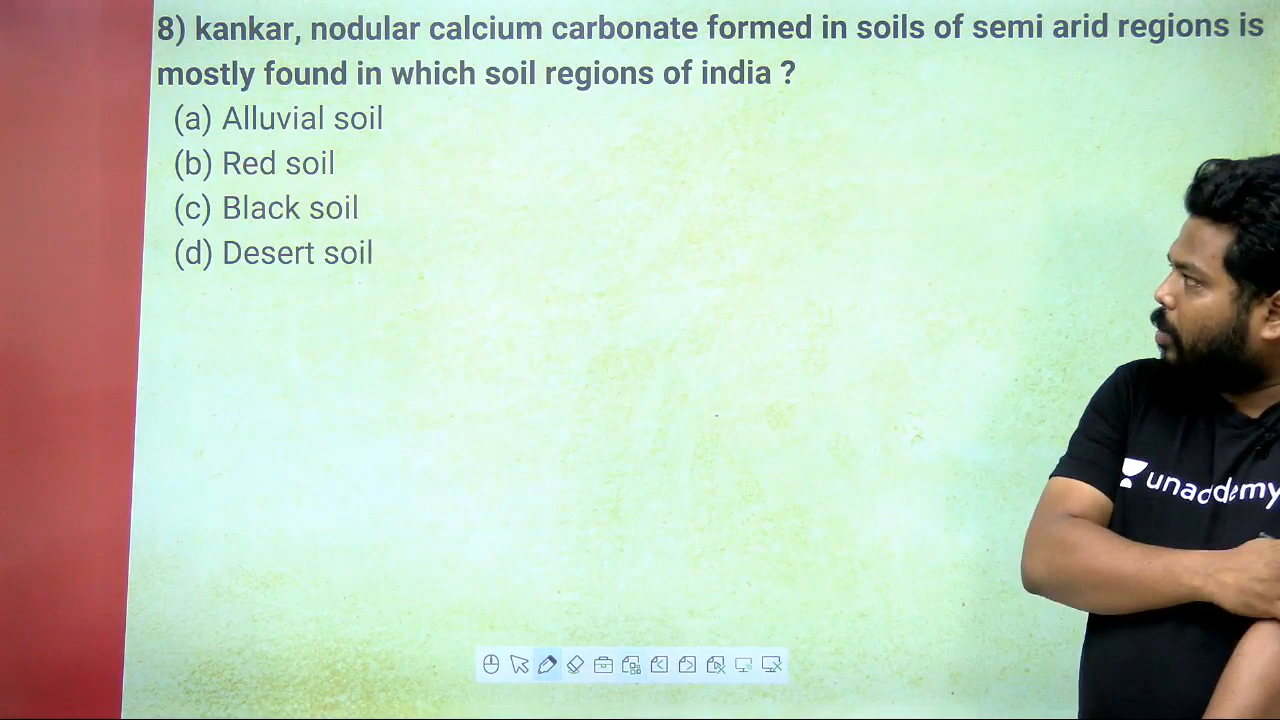 8) kankar, nodular calcium carbonate formed in soils of semi arid regions is
mostly found in which soil regions of india ?
(a) Alluvial soil
(b) Red soil
(c) Black soil
(d) Desert soil
unacademy